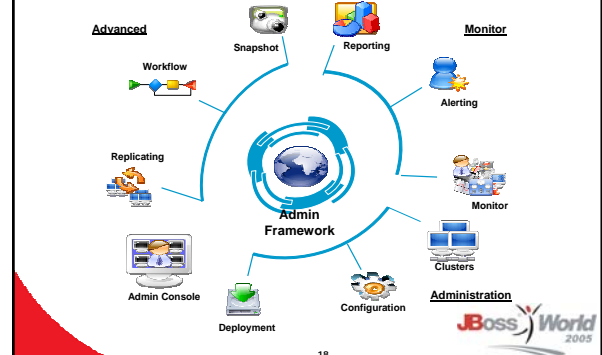 Advanced
Monitor
Snapshot
Reporting
Workflow
Alerting
Replicating
Monitor
Admin
Framework
Clusters
Admin Console
Configuration
Administration
Deployment
JBoss World
2005
18